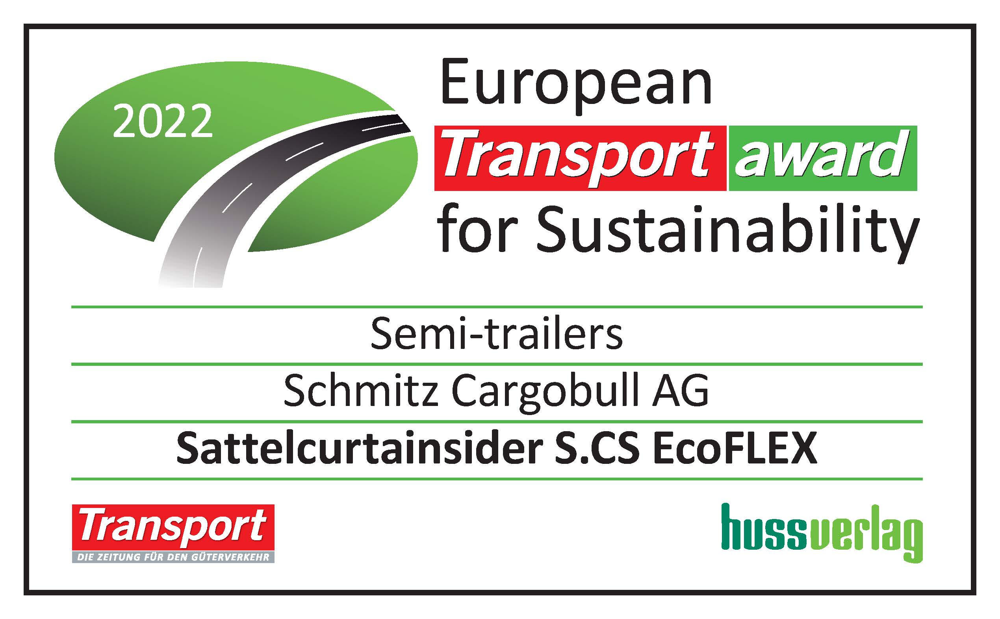 2022
European
Transport award
for Sustainability
Semi-trailers
Schmitz Cargobull AG
Sattelcurtainsider S.CS EcoFLEX
Transport
DIE ZEITUNG FÜR DEN GÜTERVERKEHR
hussverlag